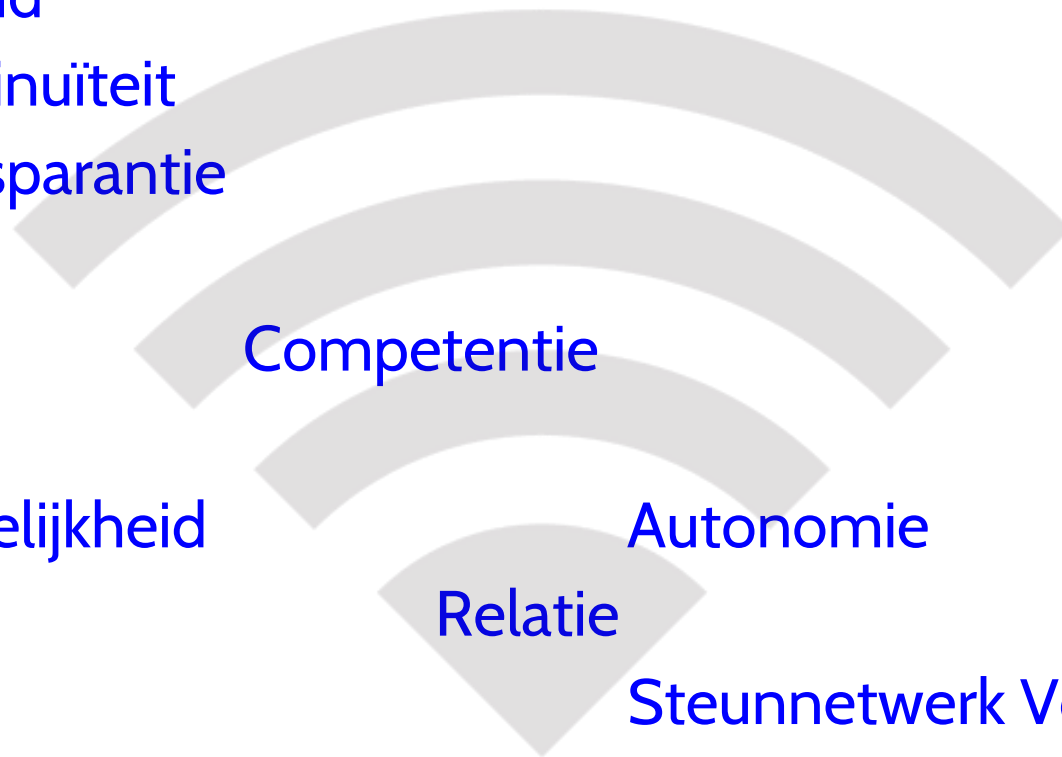 inuïteit
sparantie
Competentie
elijkheid
Autonomie
Relatie
Steunnetwerk